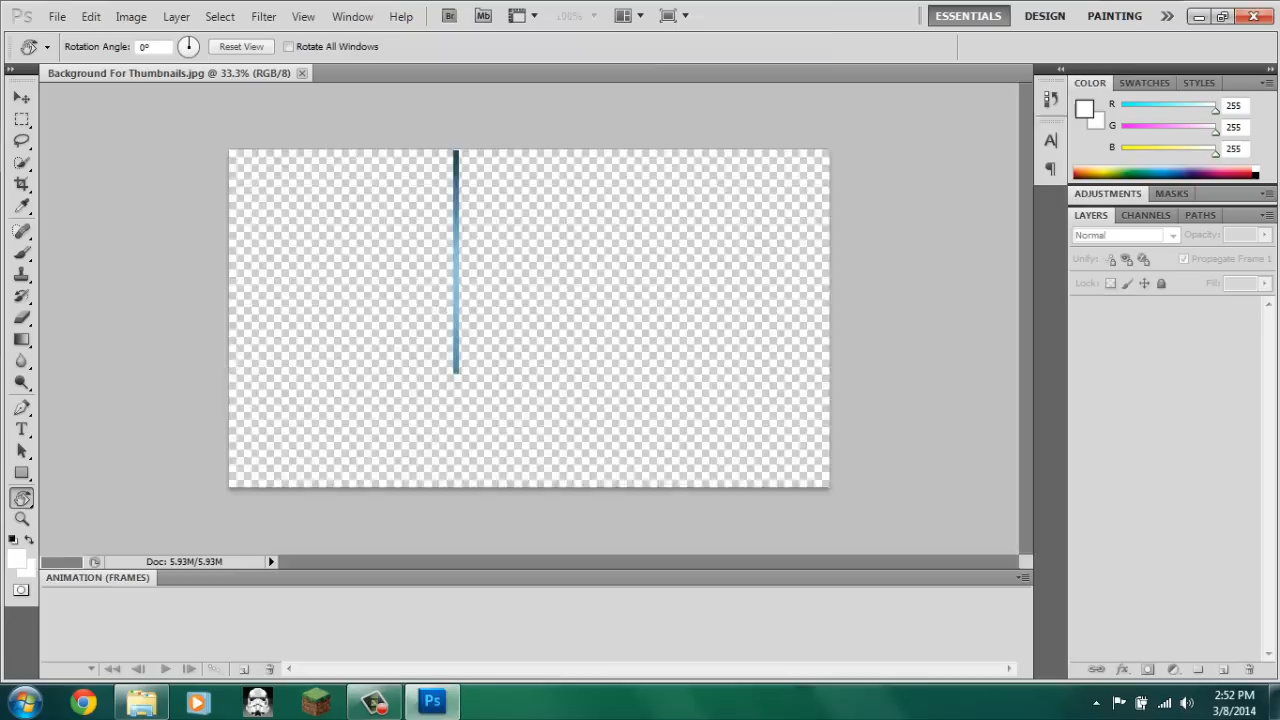 Ps File Edit Image Layer Select Filter View Window Help Br Mb 100% ESSENTIALS DESIGN PAINTING
Rotation Angle: 0° Reset View Rotate All Windows
Background For Thumbnails.jpg @ 33.3% (RGB/8)
COLOR SWATCHES STYLES
R 255
G 255
B 255
ADJUSTMENTS MASKS
LAYERS CHANNELS PATHS
Normal Opacity:
Unify: Propagate Frame 1
Lock: Fill:
Doc: 5.93M/5.93M
ANIMATION (FRAMES)
Ps
2:52 PM
3/8/2014